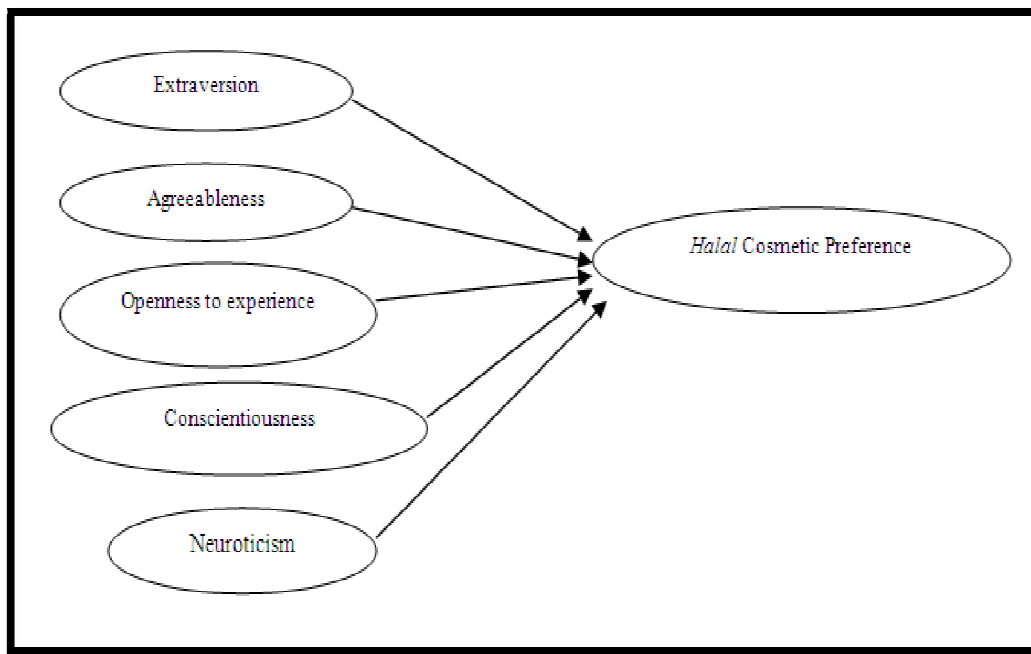 Extraversion
Agreeableness
Halal Cosmetic Preference
Openness to experience
Conscientiousness
Neuroticism